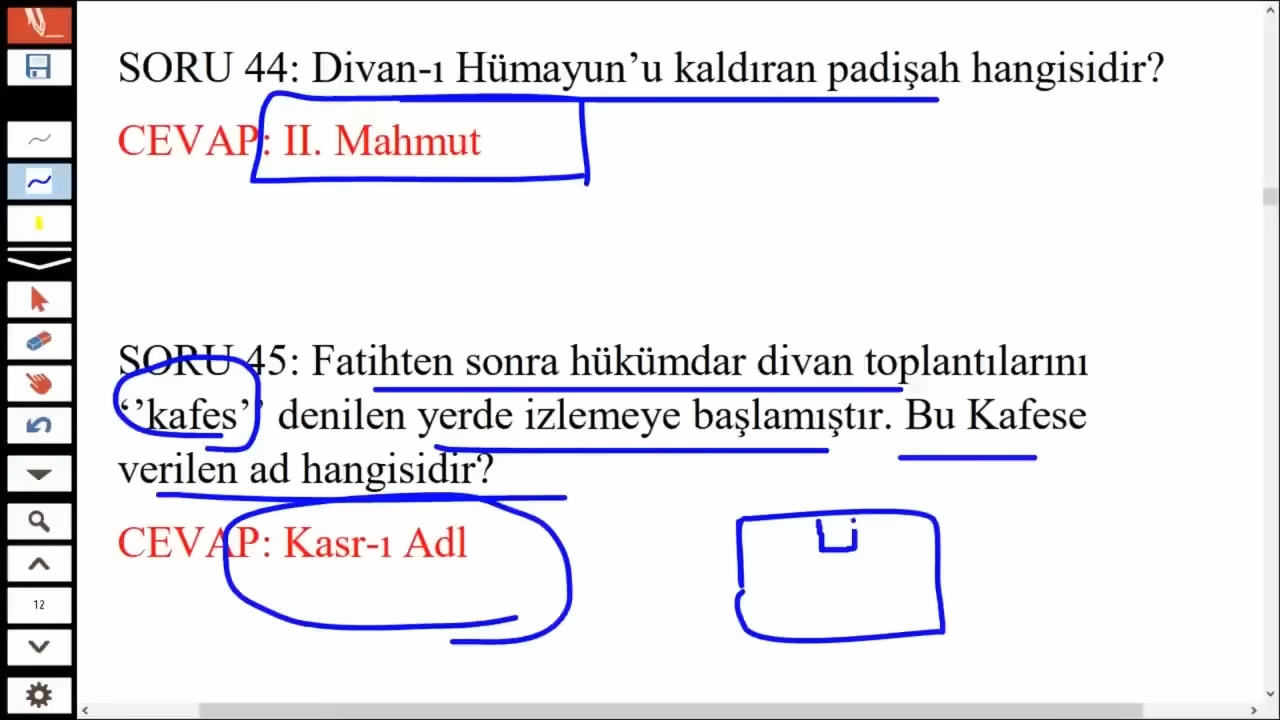 SORU 44: Divan-ı Hümayun’u kaldıran padişah hangisidir?
CEVAP: II. Mahmut
SORU 45: Fatihten sonra hükümdar divan toplantılarını
‘’kafes’’ denilen yerde izlemeye başlamıştır. Bu Kafese
verilen ad hangisidir?
CEVAP: Kasr-ı Adl
12